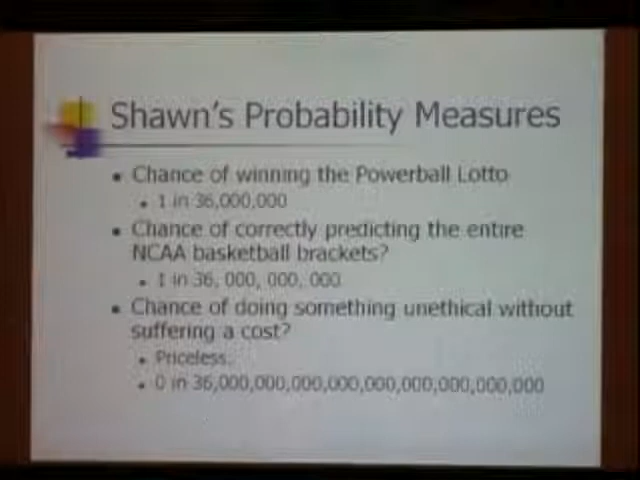 Shawn's Probability Measures
Chance of winning the Powerball Lotto
1 in 36,000,000
Chance of correctly predicting the entire
NCAA basketball brackets?
1 in 36, 000, 000, 000
Chance of doing something unethical without
suffering a cost?
Priceless.
0 in 36,000,000,000,000,000,000,000,000,000